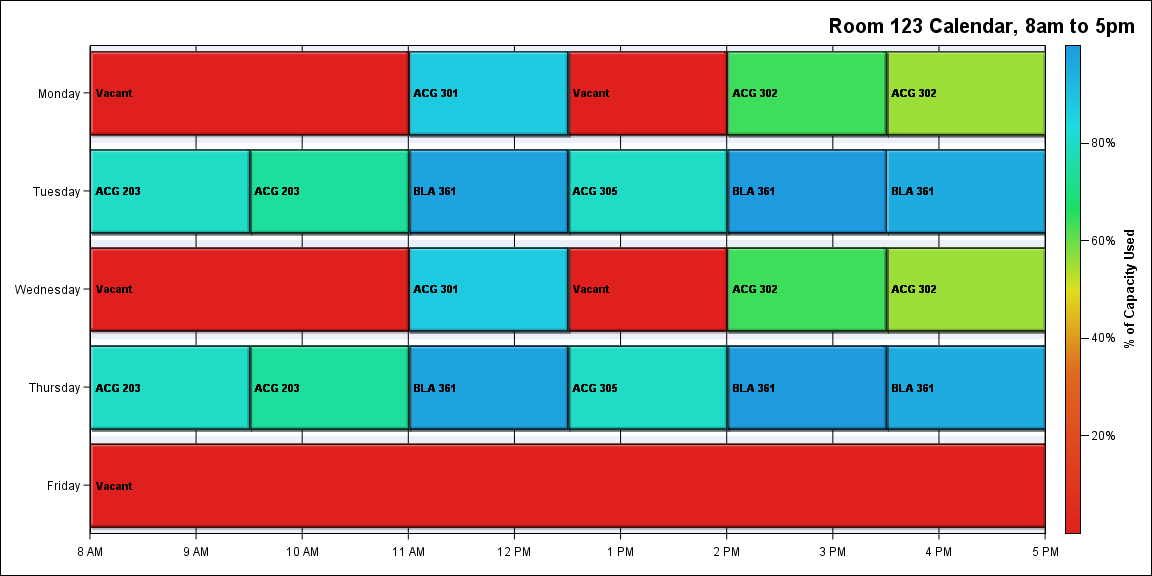 Room 123 Calendar, 8am to 5pm
Monday
Vacant
ACG 301
Vacant
ACG 302
ACG 302
80%
Tuesday
ACG 203
ACG 203
BLA 361
ACG 305
BLA 361
BLA 361
60%
% of Capacity Used
Wednesday
Vacant
ACG 301
Vacant
ACG 302
ACG 302
40%
Thursday
ACG 203
ACG 203
BLA 361
ACG 305
BLA 361
BLA 361
20%
Friday
Vacant
8 AM
9 AM
10 AM
11 AM
12 PM
1 PM
2 PM
3 PM
4 PM
5 PM